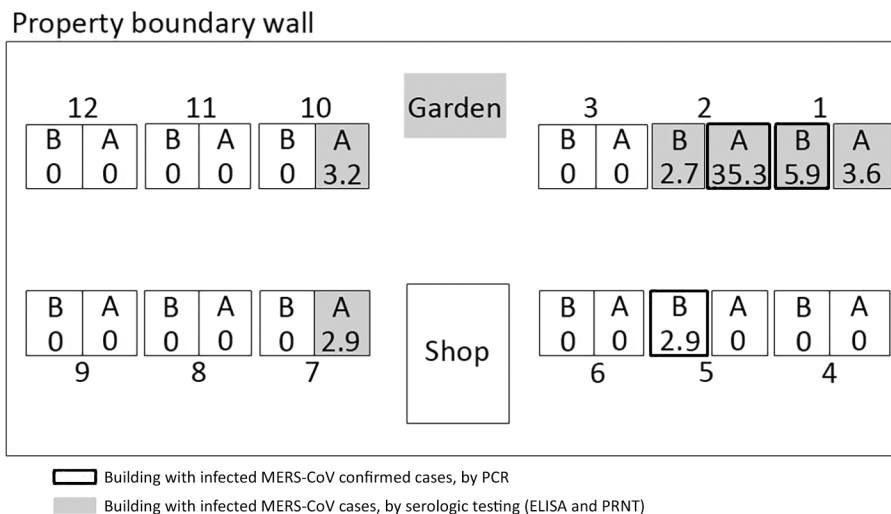 Property boundary wall
12 11 10 Garden 3 2 1
B A B A B A B A B A B A
0 0 0 0 0 3.2 0 0 2.7 35.3 5.9 3.6
B A B A B A Shop B A B A B A
0 0 0 0 0 2.9 0 0 2.9 0 0 0
9 8 7 6 5 4
Building with infected MERS-CoV confirmed cases, by PCR
Building with infected MERS-CoV cases, by serologic testing (ELISA and PRNT)